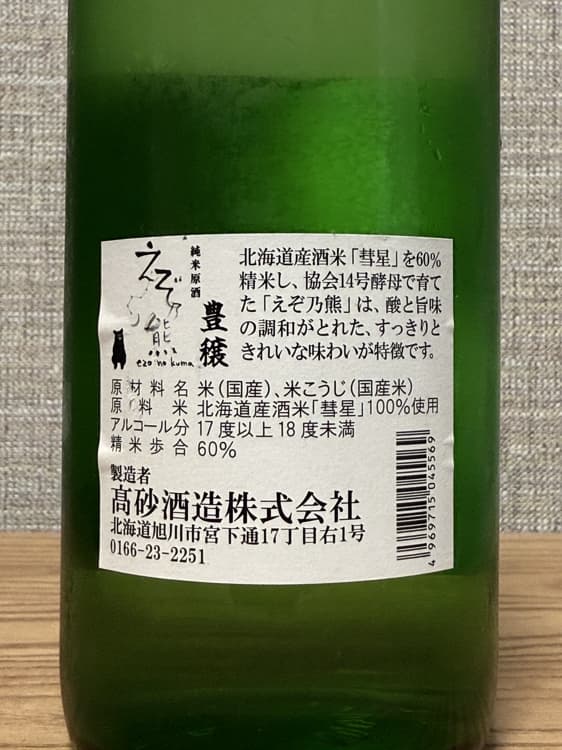 純米原酒
えぞ乃熊
豊穣
ezo no kuma
北海道産酒米「彗星」を60%
精米し、協会14号酵母で育て
た「えぞ乃熊」は、酸と旨味
の調和がとれた、すっきりと
きれいな味わいが特徴です。
原材料名 米(国産)、米こうじ(国産米)
原料米 北海道産酒米「彗星」100%使用
アルコール分 17度以上18度未満
精米歩合 60%
製造者
髙砂酒造株式会社
北海道旭川市宮下通17丁目右1号
0166-23-2251
4969715045569